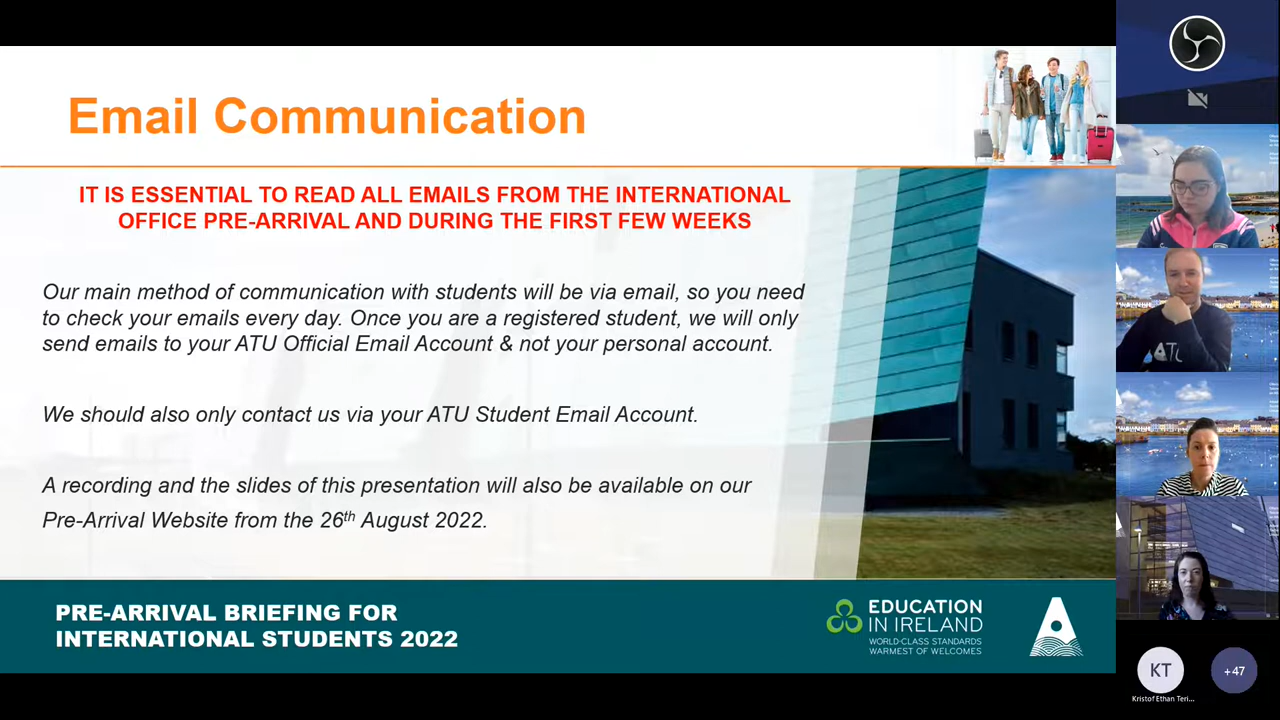 Email Communication
IT IS ESSENTIAL TO READ ALL EMAILS FROM THE INTERNATIONAL
OFFICE PRE-ARRIVAL AND DURING THE FIRST FEW WEEKS
Our main method of communication with students will be via email, so you need
to check your emails every day. Once you are a registered student, we will only
send emails to your ATU Official Email Account & not your personal account.
We should also only contact us via your ATU Student Email Account.
A recording and the slides of this presentation will also be available on our
Pre-Arrival Website from the 26th August 2022.
PRE-ARRIVAL BRIEFING FOR
INTERNATIONAL STUDENTS 2022
EDUCATION
IN IRELAND
WORLD-CLASS STANDARDS
WARMEST OF WELCOMES
ATU
KT
+47
Kristof Ethan Teri...